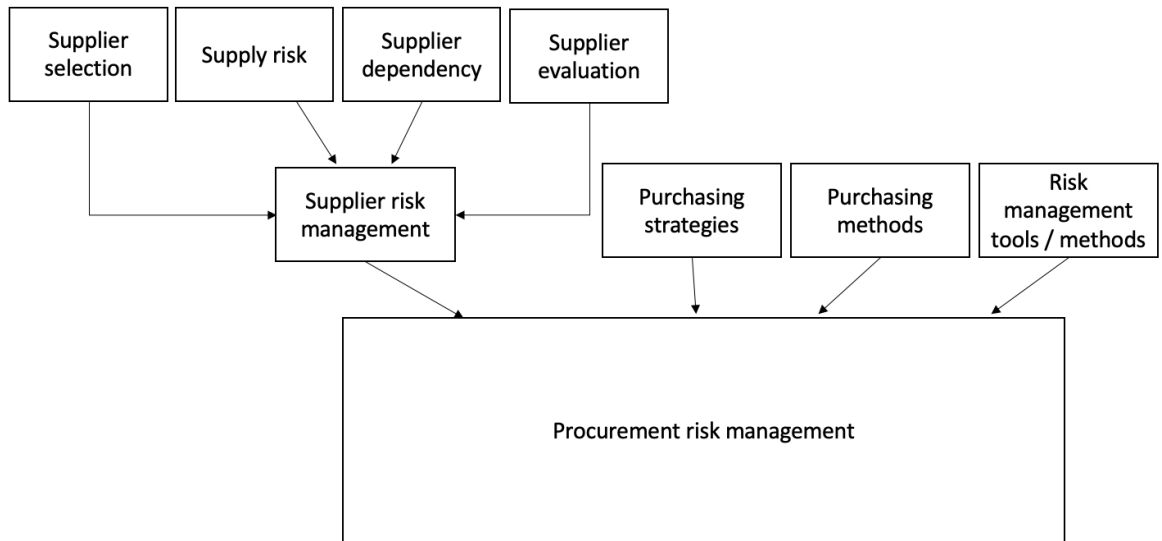 Supplier
selection
Supply risk
Supplier
dependency
Supplier
evaluation
Supplier risk
management
Purchasing
strategies
Purchasing
methods
Risk
management
tools / methods
Procurement risk management